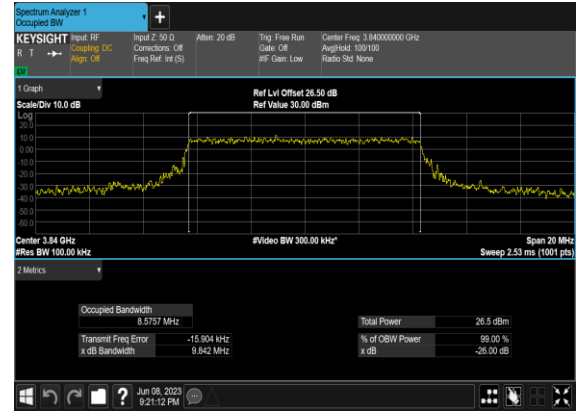 Spectrum Analyzer 1
Occupied BW
KEYSIGHT Input: RF Input Z: 50 Ω Atten: 20 dB Trig: Free Run Center Freq: 3.840000000 GHz
R T Coupling: DC Corrections: Off Gate: Off Avg|Hold: 100/100
Align: Off Freq Ref: Int (S) #IF Gain: Low Radio Std: None
LU
1 Graph
Ref Lvl Offset 26.50 dB
Scale/Div 10.0 dB Ref Value 30.00 dBm
Log
20.0
10.0
0.00
-10.0
-20.0
-30.0
-40.0
-50.0
-60.0
Center 3.84 GHz #Video BW 300.00 kHz* Span 20 MHz
#Res BW 100.00 kHz Sweep 2.53 ms (1001 pts)
2 Metrics
Occupied Bandwidth
8.5757 MHz Total Power 26.5 dBm
Transmit Freq Error -15.904 kHz % of OBW Power 99.00 %
x dB Bandwidth 9.842 MHz x dB -26.00 dB
? Jun 08, 2023
9:21:12 PM